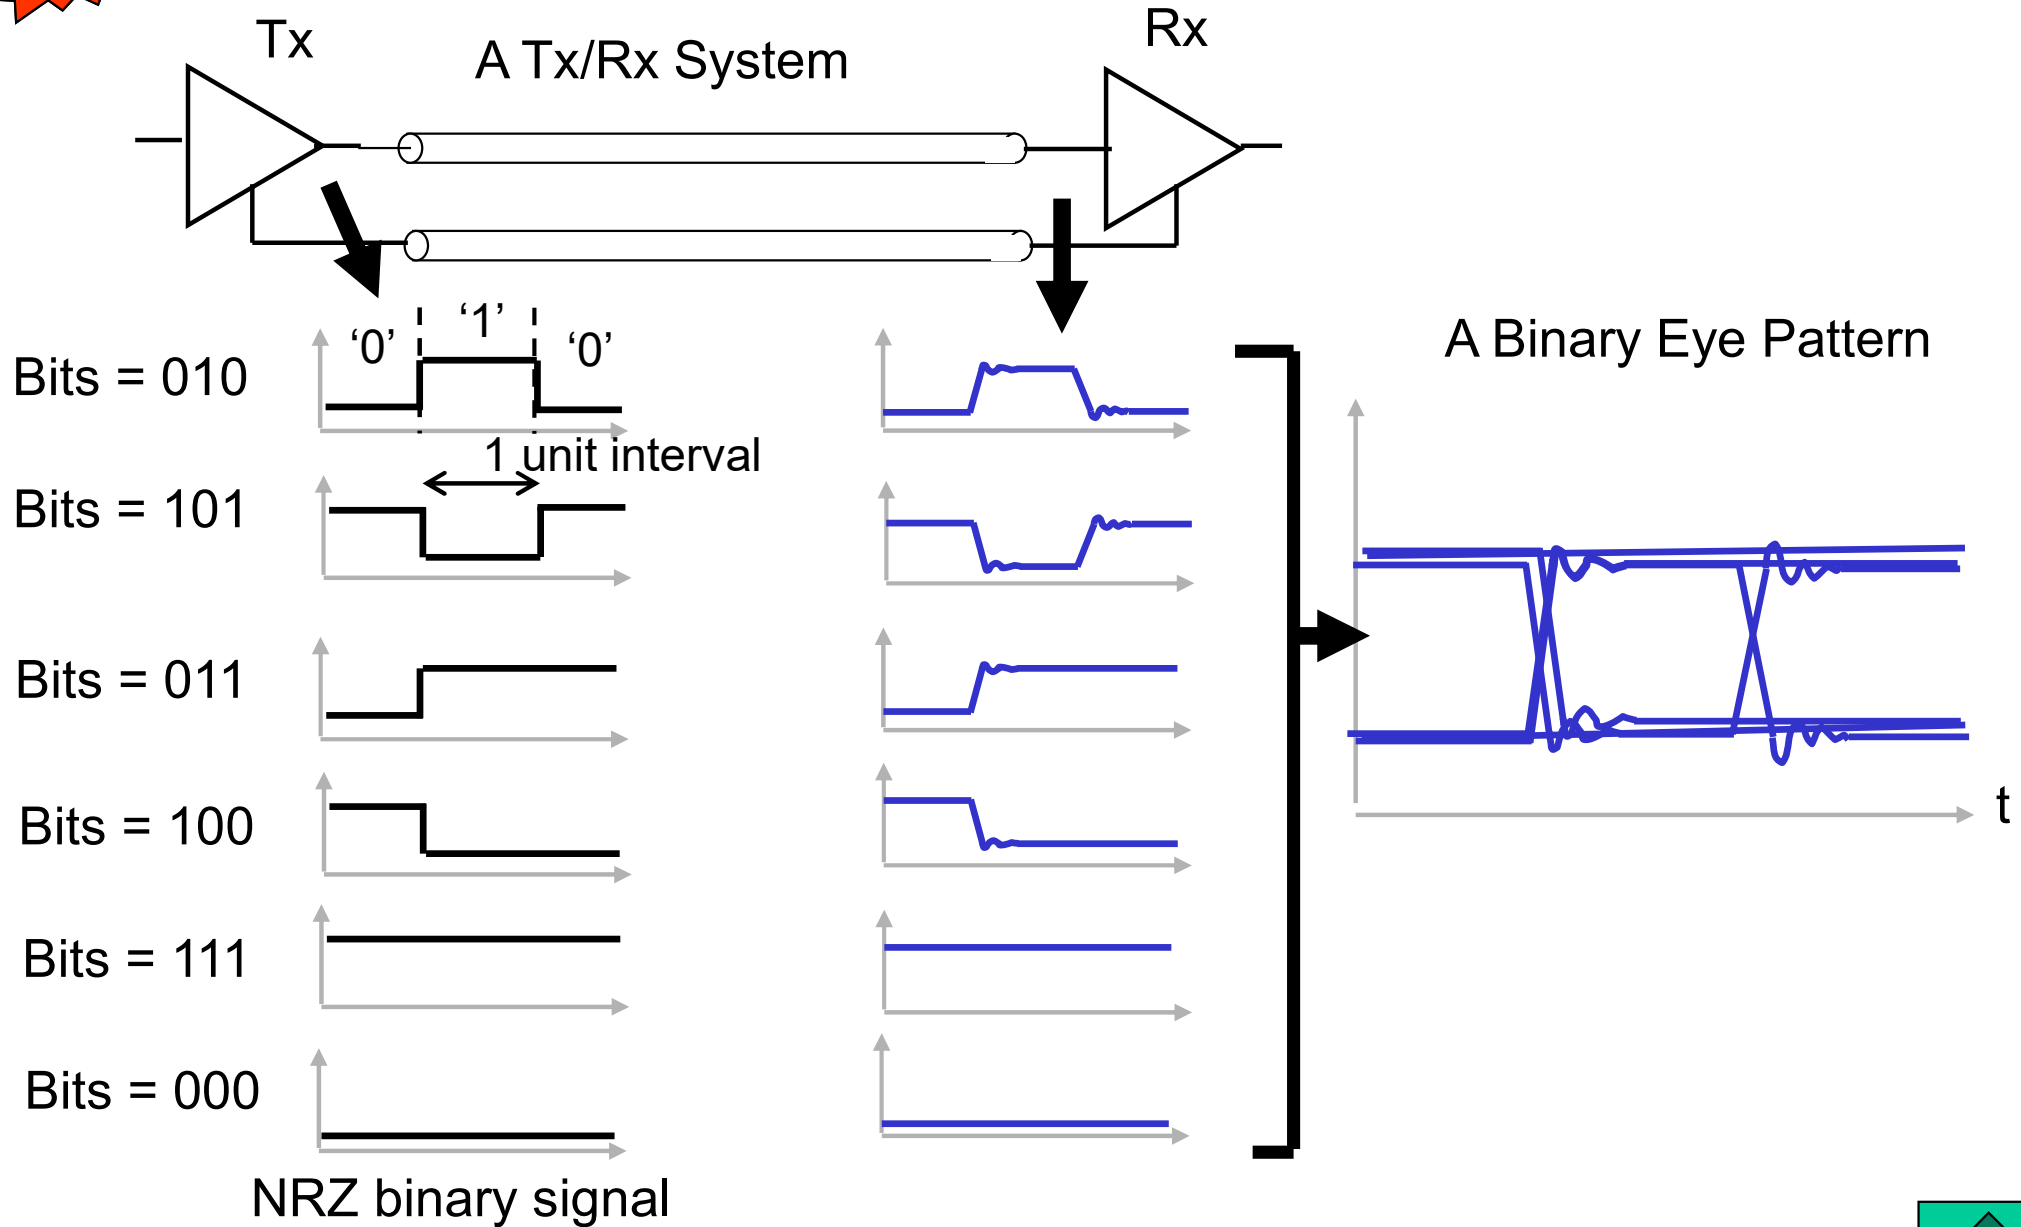 Tx
A Tx/Rx System
Rx
‘0’
‘1’
‘0’
Bits = 010
1 unit interval
A Binary Eye Pattern
Bits = 101
Bits = 011
Bits = 100
t
Bits = 111
Bits = 000
NRZ binary signal